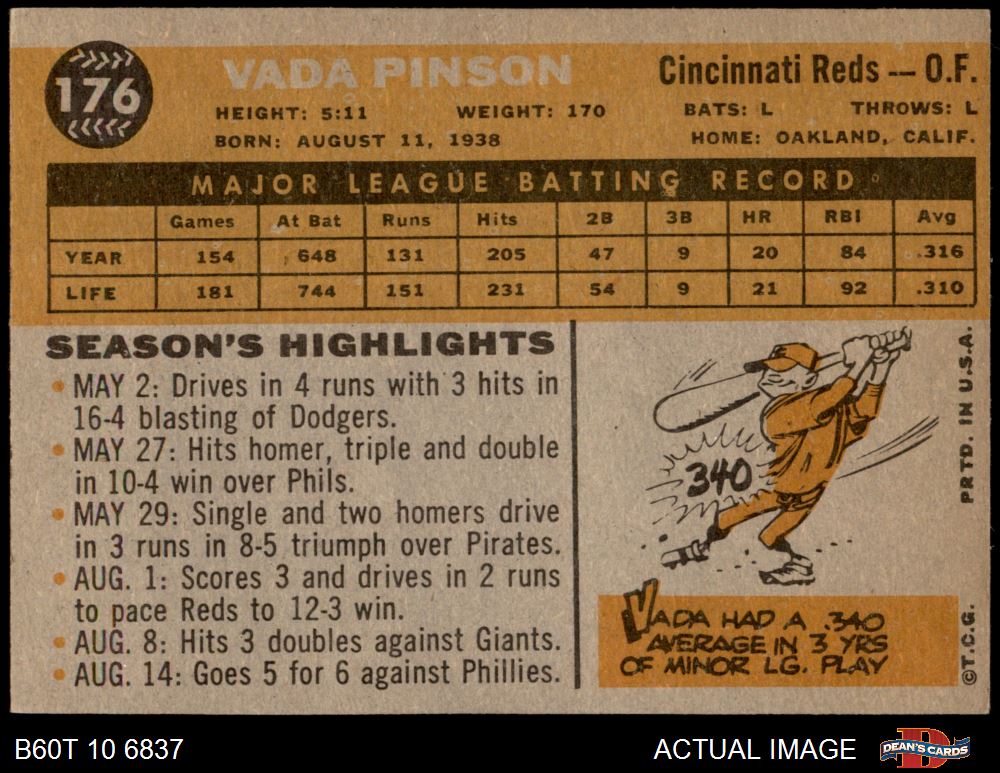 176
VADA PINSON
Cincinnati Reds -- O.F.
HEIGHT: 5:11 WEIGHT: 170 BATS: L THROWS: L
BORN: AUGUST 11, 1938 HOME: OAKLAND, CALIF.
MAJOR LEAGUE BATTING RECORD
Games At Bat Runs Hits 2B 3B HR RBI Avg
YEAR 154 648 131 205 47 9 20 84 .316
LIFE 181 744 151 231 54 9 21 92 .310
SEASON'S HIGHLIGHTS
• MAY 2: Drives in 4 runs with 3 hits in
16-4 blasting of Dodgers.
• MAY 27: Hits homer, triple and double
in 10-4 win over Phils.
• MAY 29: Single and two homers drive
in 3 runs in 8-5 triumph over Pirates.
• AUG. 1: Scores 3 and drives in 2 runs
to pace Reds to 12-3 win.
• AUG. 8: Hits 3 doubles against Giants.
• AUG. 14: Goes 5 for 6 against Phillies.
340
VADA HAD A .340
AVERAGE IN 3 YRS
OF MINOR LG. PLAY
PRTD. IN U.S.A.
©T.C.G.
B60T 10 6837
ACTUAL IMAGE
DEAN'S CARDS